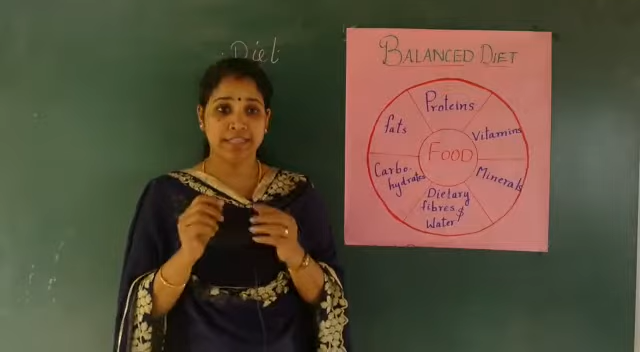 Diet
BALANCED DIET
Proteins
Vitamins
Minerals
Dietary
fibres &
Water
Carbo-
hydrates
fats
FOOD